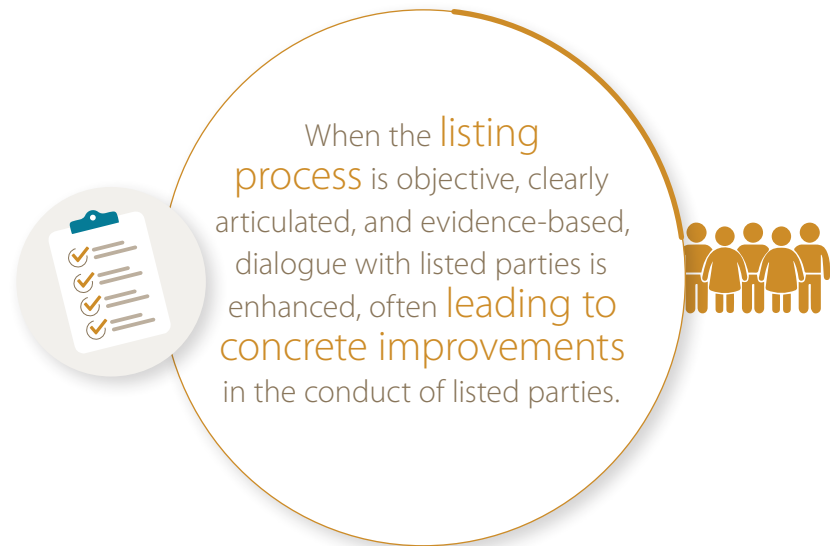 When the listing
process is objective, clearly
articulated, and evidence-based,
dialogue with listed parties is
enhanced, often leading to
concrete improvements
in the conduct of listed parties.